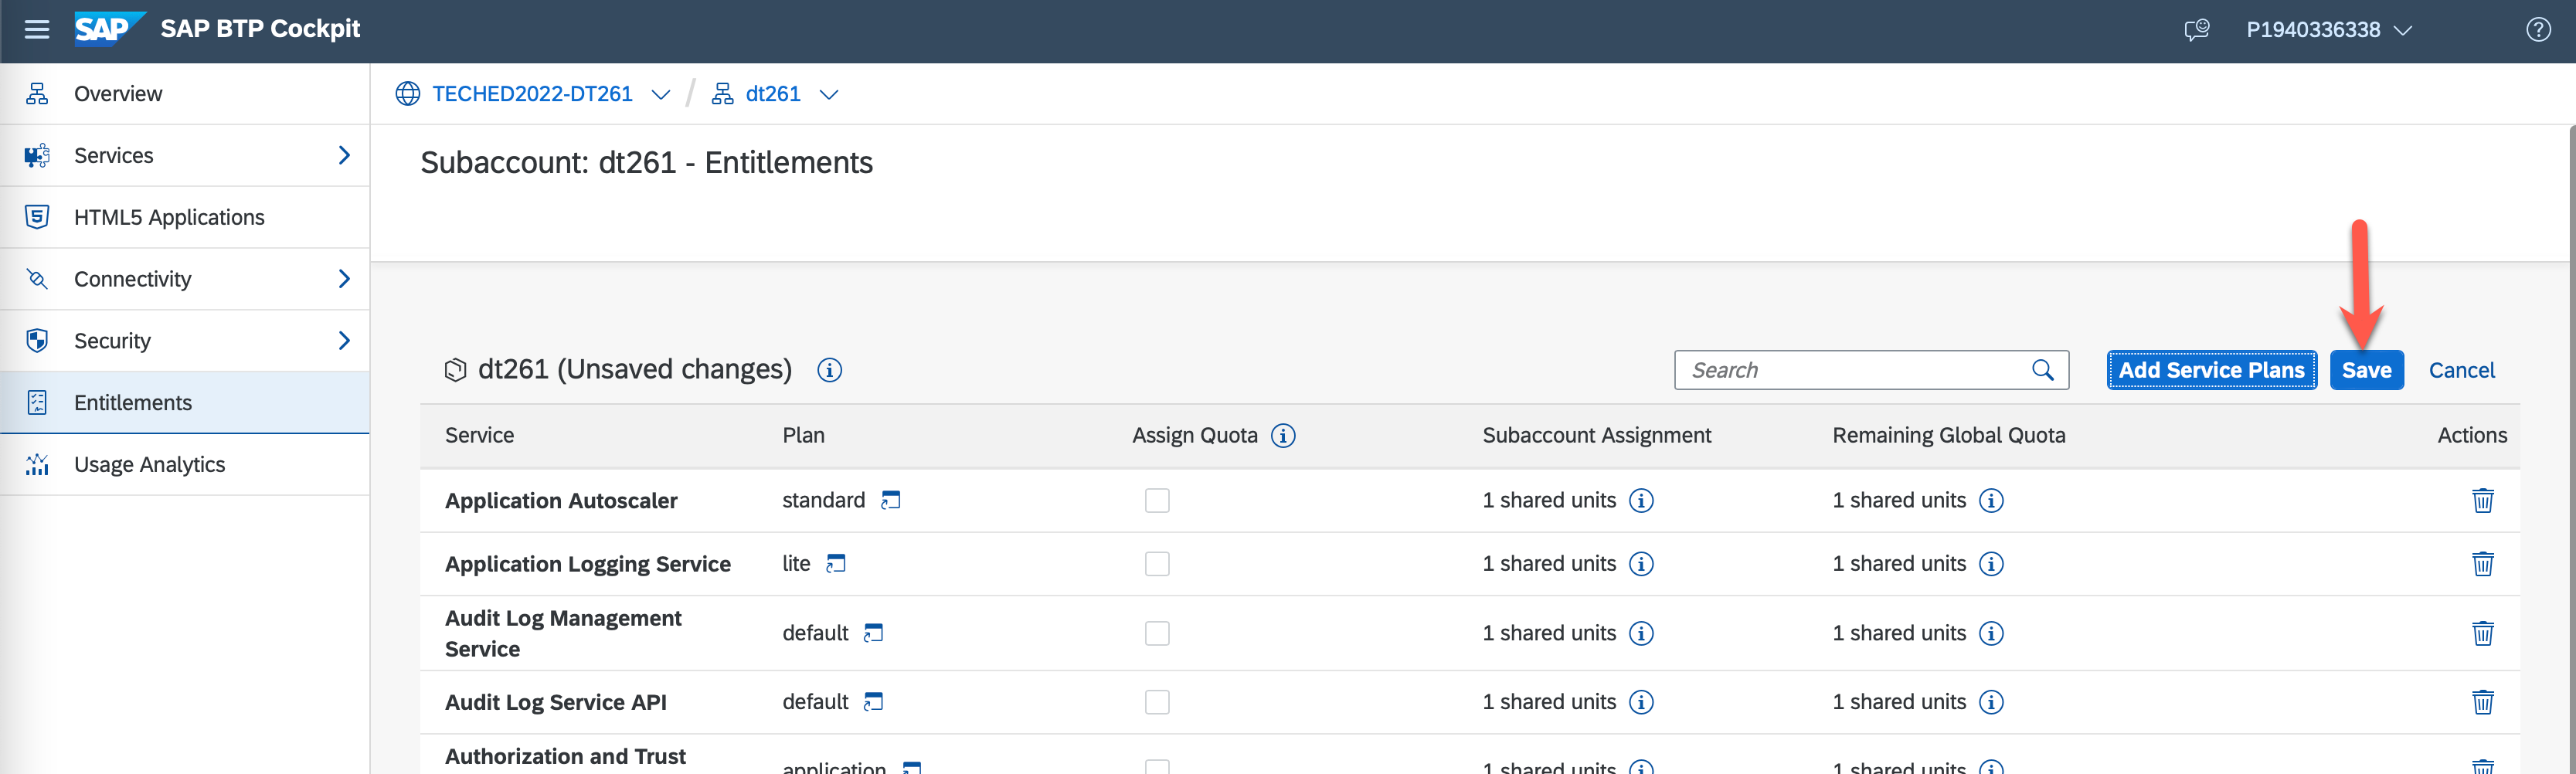 SAP SAP BTP Cockpit P1940336338
Overview
Services
HTML5 Applications
Connectivity
Security
Entitlements
Usage Analytics
TECHED2022-DT261 / dt261
Subaccount: dt261 - Entitlements
dt261 (Unsaved changes) Search Add Service Plans Save Cancel
Service Plan Assign Quota Subaccount Assignment Remaining Global Quota Actions
Application Autoscaler standard 1 shared units 1 shared units
Application Logging Service lite 1 shared units 1 shared units
Audit Log Management
Service default 1 shared units 1 shared units
Audit Log Service API default 1 shared units 1 shared units
Authorization and Trust
application 1 shared units 1 shared units